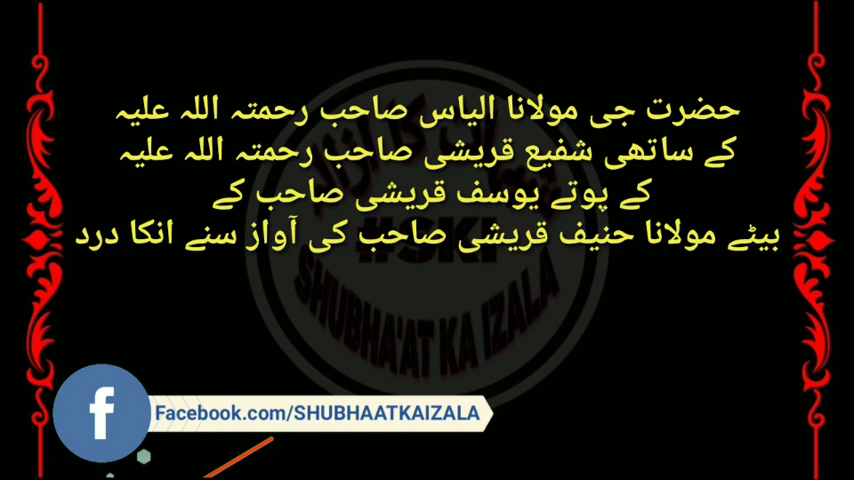 حضرت جی مولانا الیاس صاحب رحمتہ اللہ علیہ
کے ساتھی شفیع قریشی صاحب رحمتہ اللہ علیہ
کے پوتے یوسف قریشی صاحب کے
بیٹے مولانا حنیف قریشی صاحب کی آواز سنے انکا درد
#SKI
SHUBHA'AT KA IZALA
f
Facebook.com/SHUBHAATKAIZALA